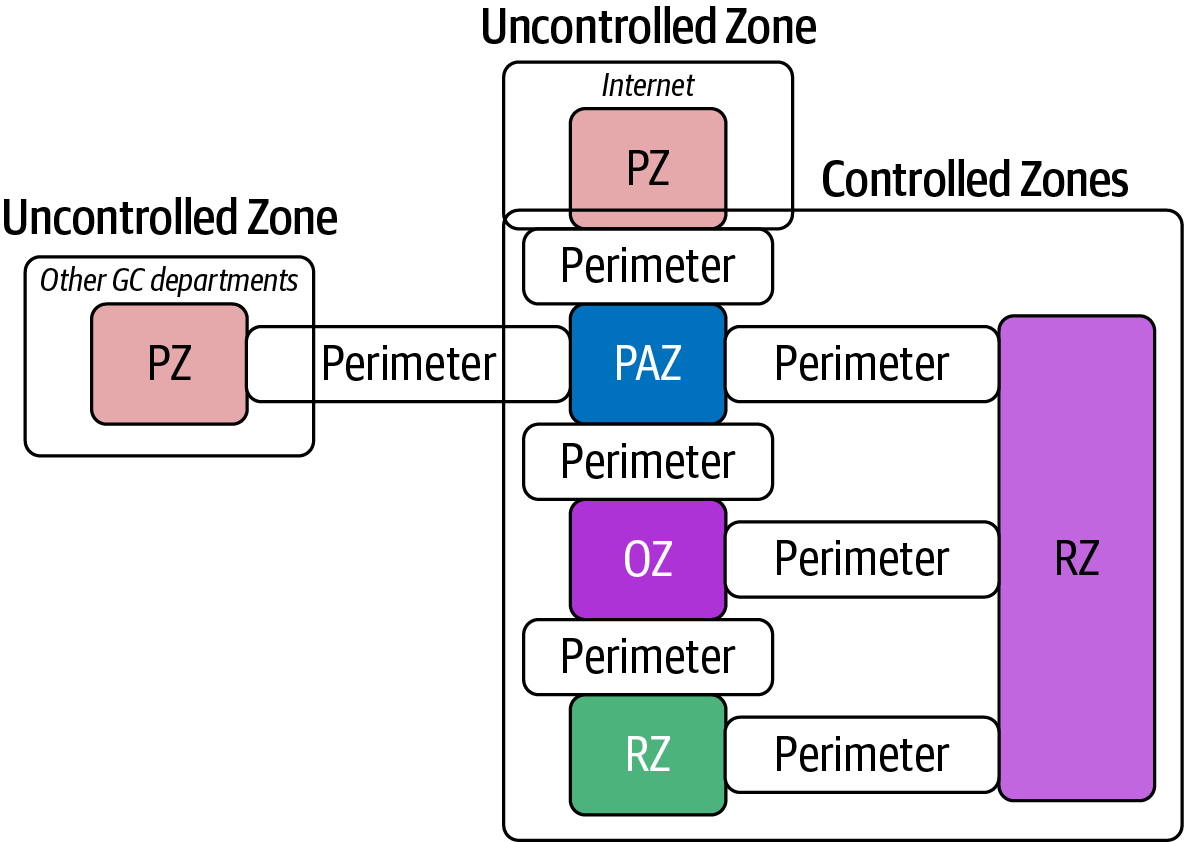 Uncontrolled Zone
Internet
PZ
Controlled Zones
Uncontrolled Zone
Other GC departments
PZ
Perimeter
Perimeter
PAZ
Perimeter
Perimeter
OZ
Perimeter
RZ
Perimeter
RZ
Perimeter